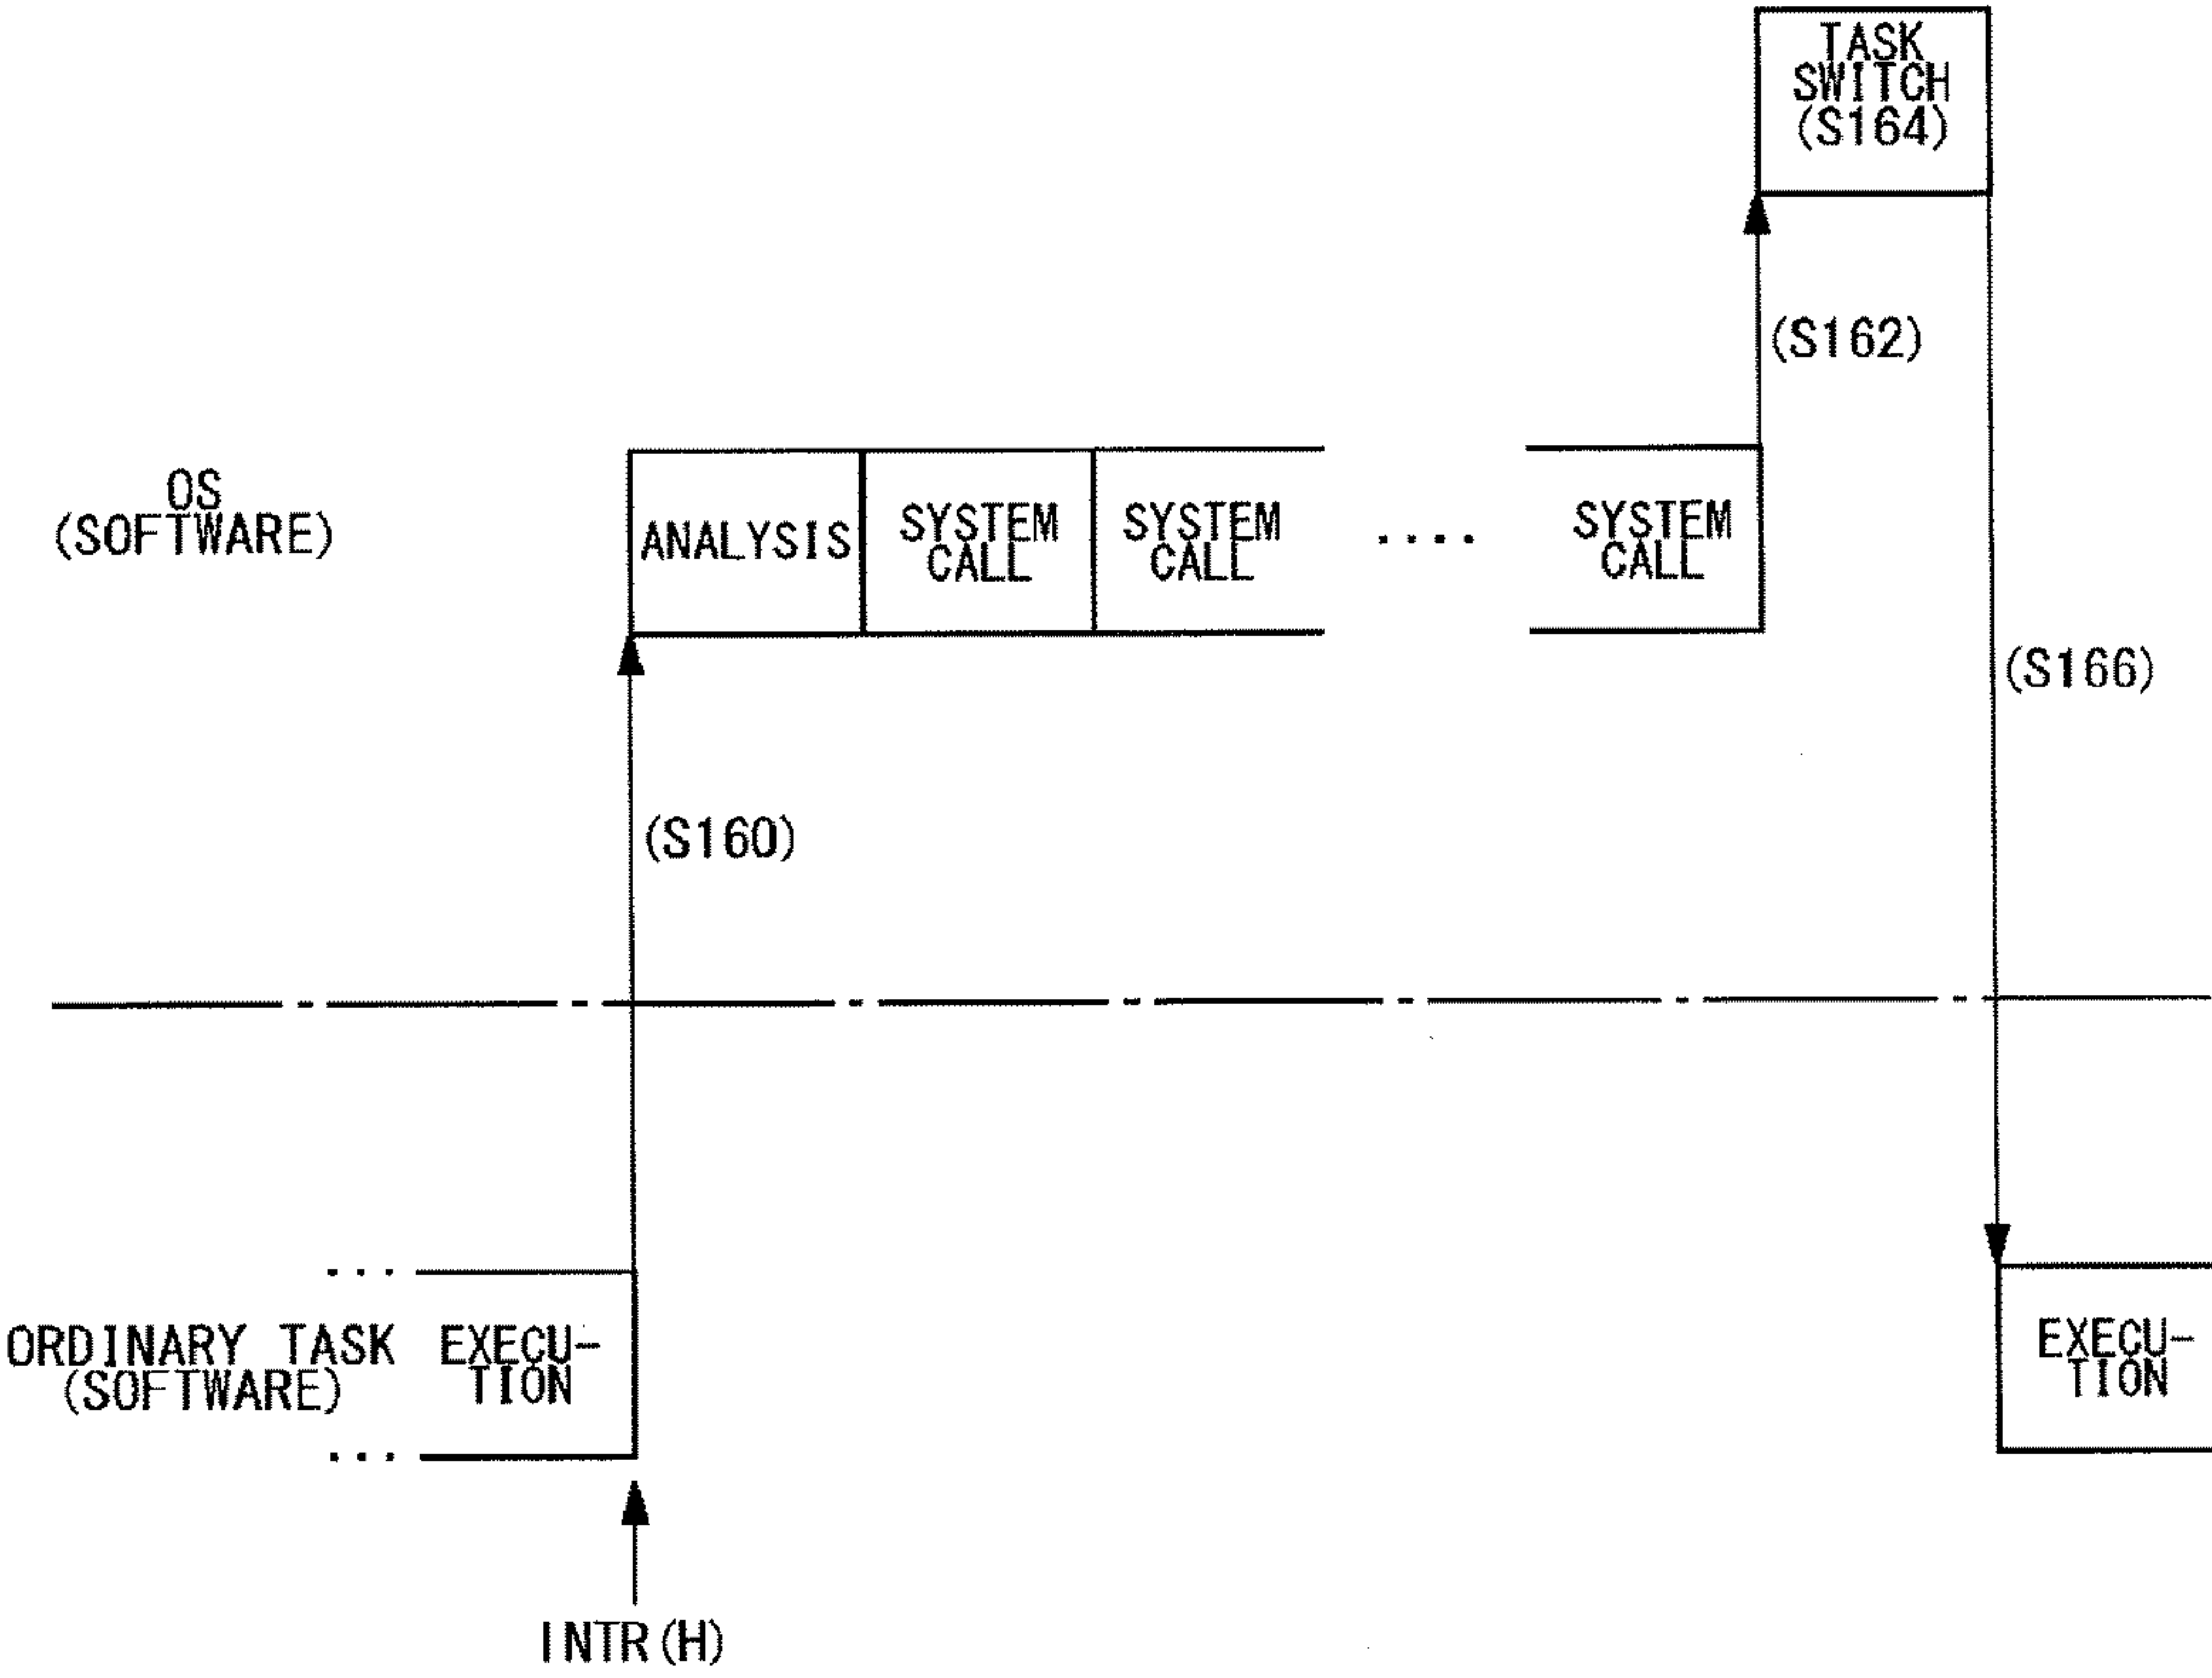 TASK
SWITCH
(S164)
(S162)
OS
(SOFTWARE)
ANALYSIS
SYSTEM
CALL
SYSTEM
CALL
....
SYSTEM
CALL
(S166)
(S160)
...
ORDINARY TASK
(SOFTWARE)
EXECU-
TION
...
EXECU-
TION
INTR(H)